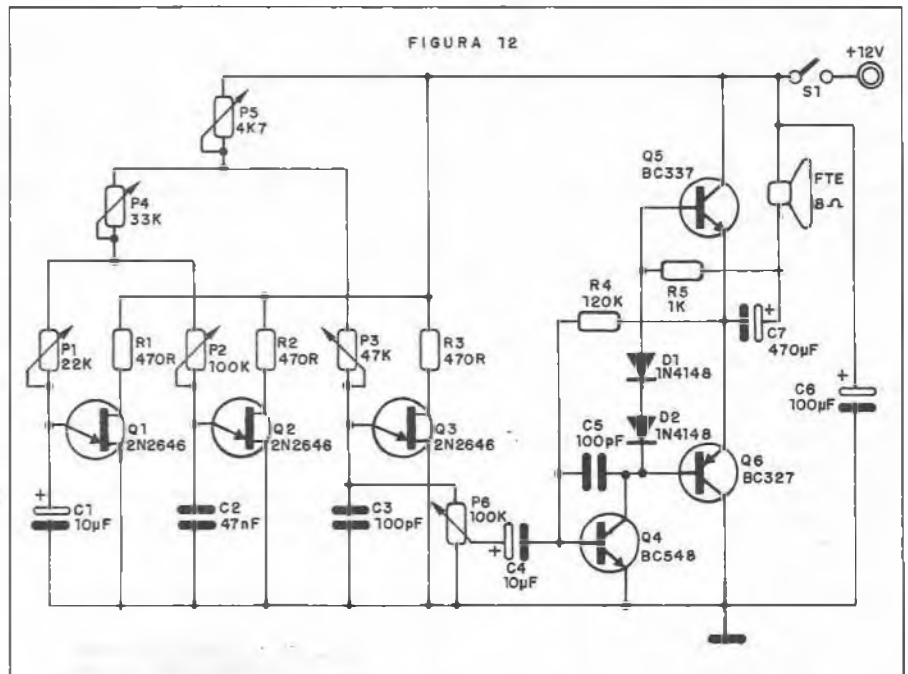 FIGURA 12
+12V
S1
P5
4K7
Q5
BC337
FTE
8Ω
P4
33K
R4
120K
R5
1K
C7
470µF
P1
22K
R1
470R
P2
100K
R2
470R
P3
47K
R3
470R
D1
1N4148
C6
100µF
Q1
2N2646
Q2
2N2646
Q3
2N2646
D2
1N4148
C5
100pF
Q6
BC327
C1
10µF
C2
47nF
C3
100pF
P6
100K
C4
10µF
Q4
BC548